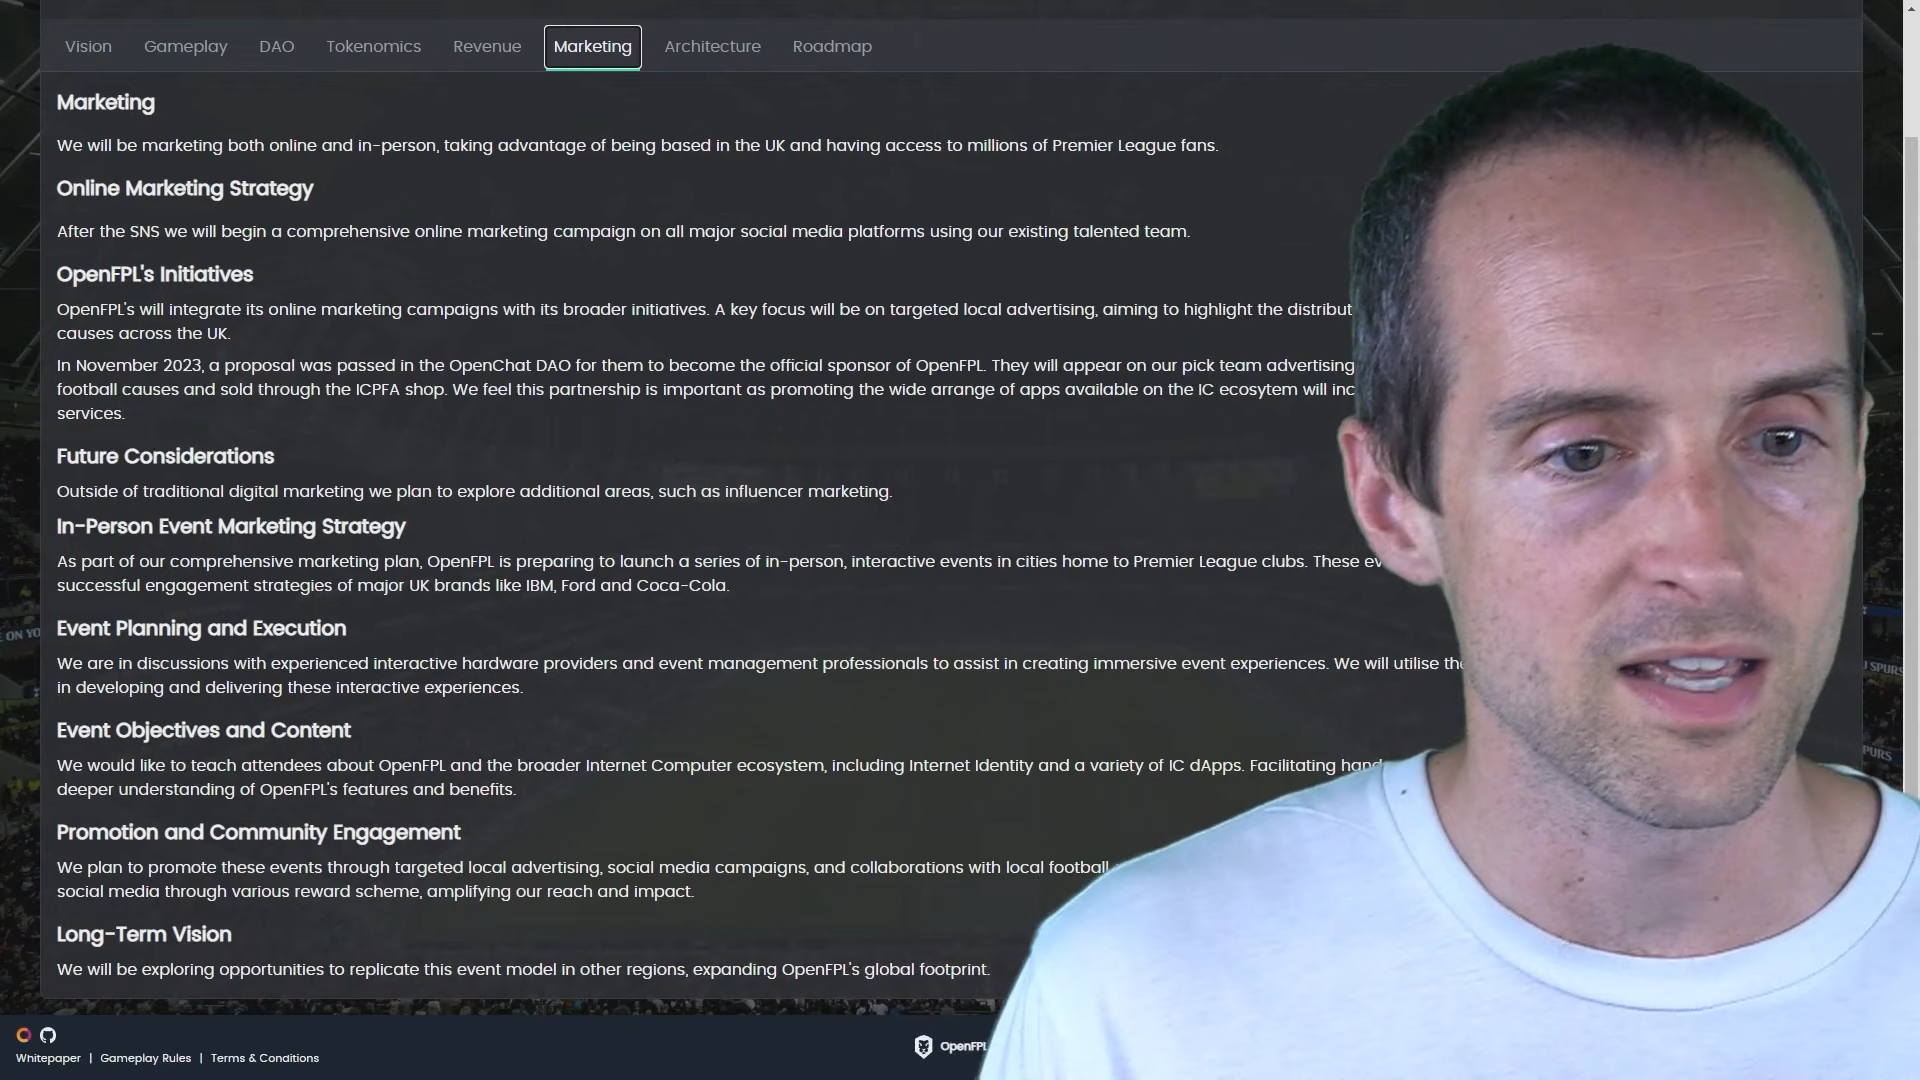 Vision Gameplay DAO Tokenomics Revenue Marketing Architecture Roadmap
Marketing
We will be marketing both online and in-person, taking advantage of being based in the UK and having access to millions of Premier League fans.
Online Marketing Strategy
After the SNS we will begin a comprehensive online marketing campaign on all major social media platforms using our existing talented team.
OpenFPL's Initiatives
OpenFPL's will integrate its online marketing campaigns with its broader initiatives. A key focus will be on targeted local advertising, aiming to highlight the distribut
causes across the UK.
In November 2023, a proposal was passed in the OpenChat DAO for them to become the official sponsor of OpenFPL. They will appear on our pick team advertising
football causes and sold through the ICPFA shop. We feel this partnership is important as promoting the wide arrange of apps available on the IC ecosytem will inc
services.
Future Considerations
Outside of traditional digital marketing we plan to explore additional areas, such as influencer marketing.
In-Person Event Marketing Strategy
As part of our comprehensive marketing plan, OpenFPL is preparing to launch a series of in-person, interactive events in cities home to Premier League clubs. These ev
successful engagement strategies of major UK brands like IBM, Ford and Coca-Cola.
Event Planning and Execution
We are in discussions with experienced interactive hardware providers and event management professionals to assist in creating immersive event experiences. We will utilise the
in developing and delivering these interactive experiences.
Event Objectives and Content
We would like to teach attendees about OpenFPL and the broader Internet Computer ecosystem, including Internet Identity and a variety of IC dApps. Facilitating hand
deeper understanding of OpenFPL's features and benefits.
Promotion and Community Engagement
We plan to promote these events through targeted local advertising, social media campaigns, and collaborations with local football
social media through various reward scheme, amplifying our reach and impact.
Long-Term Vision
We will be exploring opportunities to replicate this event model in other regions, expanding OpenFPL's global footprint.
E ON YO
SPURS
PURS
Whitepaper | Gameplay Rules | Terms & Conditions
OpenFPL